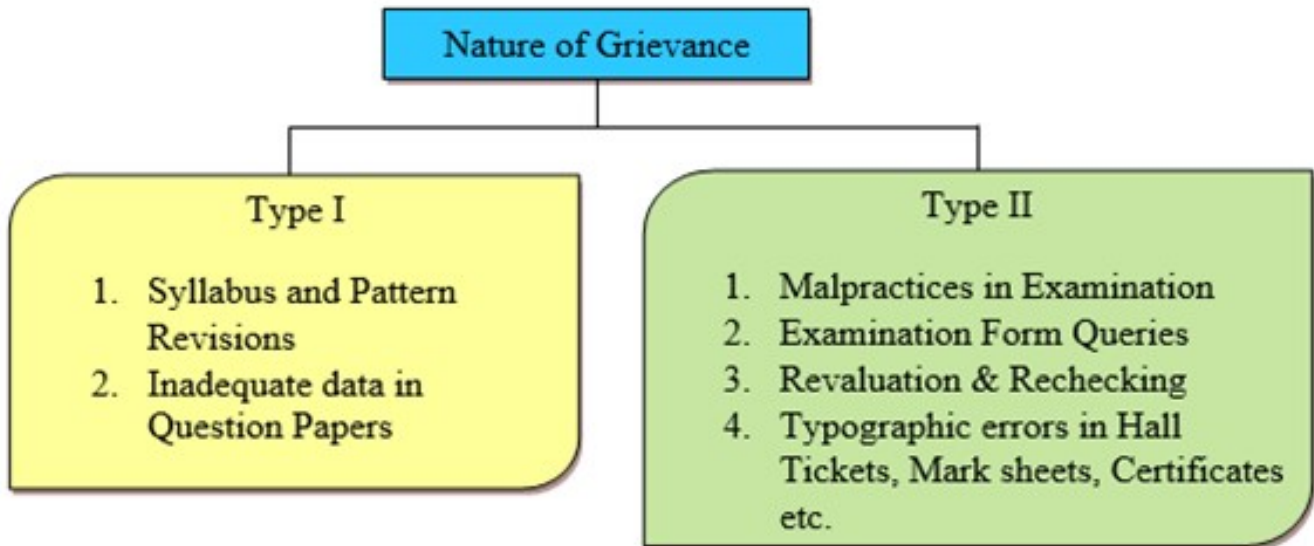 Nature of Grievance
Type I
1. Syllabus and Pattern
Revisions
2. Inadequate data in
Question Papers
Type II
1. Malpractices in Examination
2. Examination Form Queries
3. Revaluation & Rechecking
4. Typographic errors in Hall
Tickets, Mark sheets, Certificates
etc.